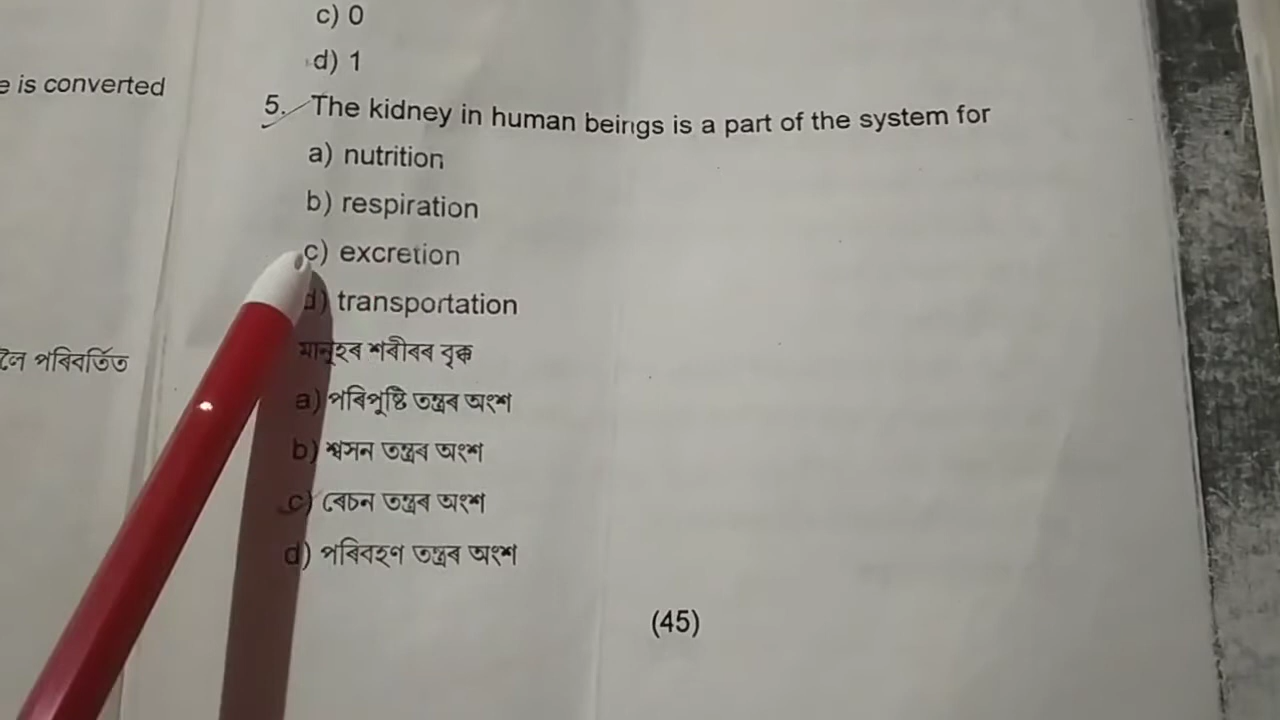 c) 0
d) 1
e is converted
5. The kidney in human beings is a part of the system for
a) nutrition
b) respiration
c) excretion
d) transportation
মানুহৰ শৰীৰৰ বৃক্ক
পৰিবৰ্তিত
a) পৰিপুষ্টি তন্ত্ৰৰ অংশ
b) শ্বসন তন্ত্ৰৰ অংশ
c) ৰেচন তন্ত্ৰৰ অংশ
d) পৰিবহণ তন্ত্ৰৰ অংশ
(45)